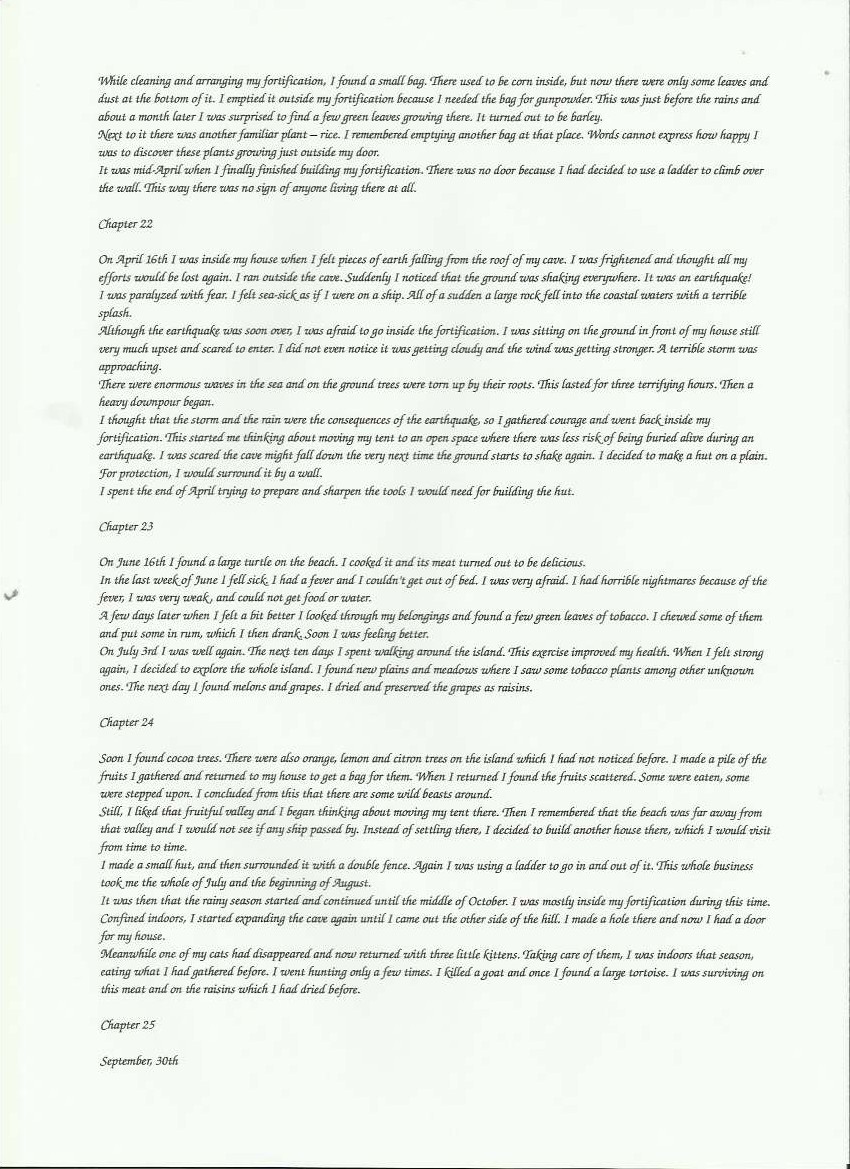 While cleaning and arranging my fortification, I found a small bag. There used to be corn inside, but now there were only some leaves and
dust at the bottom of it. I emptied it outside my fortification because I needed the bag for gunpowder. This was just before the rains and
about a month later I was surprised to find a few green leaves growing there. It turned out to be barley.
Next to it there was another familiar plant – rice. I remembered emptying another bag at that place. Words cannot express how happy I
was to discover these plants growing just outside my door.
It was mid-April when I finally finished building my fortification. There was no door because I had decided to use a ladder to climb over
the wall. This way there was no sign of anyone living there at all.
Chapter 22
On April 16th I was inside my house when I felt pieces of earth falling from the roof of my cave. I was frightened and thought all my
efforts would be lost again. I ran outside the cave. Suddenly I noticed that the ground was shaking everywhere. It was an earthquake!
I was paralyzed with fear. I felt sea-sick as if I were on a ship. All of a sudden a large rock fell into the coastal waters with a terrible
splash.
Although the earthquake was soon over, I was afraid to go inside the fortification. I was sitting on the ground in front of my house still
very much upset and scared to enter. I did not even notice it was getting cloudy and the wind was getting stronger. A terrible storm was
approaching.
There were enormous waves in the sea and on the ground trees were torn up by their roots. This lasted for three terrifying hours. Then a
heavy downpour began.
I thought that the storm and the rain were the consequences of the earthquake, so I gathered courage and went back inside my
fortification. This started me thinking about moving my tent to an open space where there was less risk of being buried alive during an
earthquake. I was scared the cave might fall down the very next time the ground starts to shake again. I decided to make a hut on a plain.
For protection, I would surround it by a wall.
I spent the end of April trying to prepare and sharpen the tools I would need for building the hut.
Chapter 23
On June 16th I found a large turtle on the beach. I cooked it and its meat turned out to be delicious.
In the last week of June I fell sick. I had a fever and I couldn't get out of bed. I was very afraid. I had horrible nightmares because of the
fever, I was very weak, and could not get food or water.
A few days later when I felt a bit better I looked through my belongings and found a few green leaves of tobacco. I chewed some of them
and put some in rum, which I then drank. Soon I was feeling better.
On July 3rd I was well again. The next ten days I spent walking around the island. This exercise improved my health. When I felt strong
again, I decided to explore the whole island. I found new plains and meadows where I saw some tobacco plants among other unknown
ones. The next day I found melons and grapes. I dried and preserved the grapes as raisins.
Chapter 24
Soon I found cocoa trees. There were also orange, lemon and citron trees on the island which I had not noticed before. I made a pile of the
fruits I gathered and returned to my house to get a bag for them. When I returned I found the fruits scattered. Some were eaten, some
were stepped upon. I concluded from this that there are some wild beasts around.
Still, I liked that fruitful valley and I began thinking about moving my tent there. Then I remembered that the beach was far away from
that valley and I would not see if any ship passed by. Instead of settling there, I decided to build another house there, which I would visit
from time to time.
I made a small hut, and then surrounded it with a double fence. Again I was using a ladder to go in and out of it. This whole business
took me the whole of July and the beginning of August.
It was then that the rainy season started and continued until the middle of October. I was mostly inside my fortification during this time.
Confined indoors, I started expanding the cave again until I came out the other side of the hill. I made a hole there and now I had a door
for my house.
Meanwhile one of my cats had disappeared and now returned with three little kittens. Taking care of them, I was indoors that season,
eating what I had gathered before. I went hunting only a few times. I killed a goat and once I found a large tortoise. I was surviving on
this meat and on the raisins which I had dried before.
Chapter 25
September, 30th